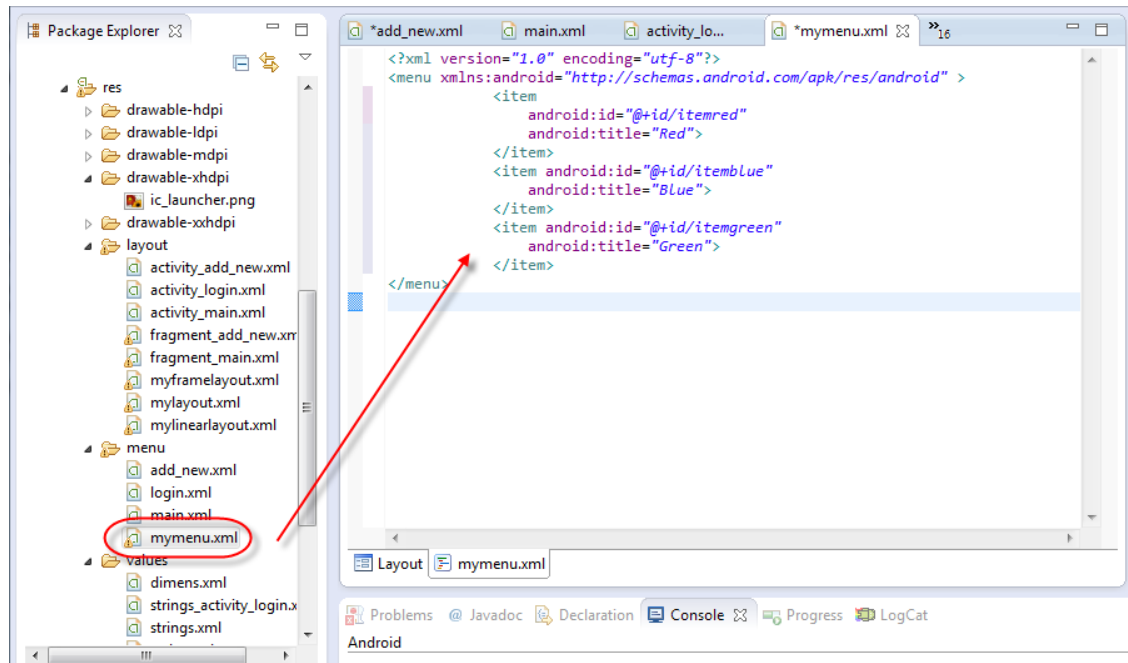 Package Explorer
res
drawable-hdpi
drawable-ldpi
drawable-mdpi
drawable-xhdpi
ic_launcher.png
drawable-xxhdpi
layout
activity_add_new.xml
activity_login.xml
activity_main.xml
fragment_add_new.xm
fragment_main.xml
myframelayout.xml
mylayout.xml
mylinearlayout.xml
menu
add_new.xml
login.xml
main.xml
mymenu.xml
values
dimens.xml
strings_activity_login.x
strings.xml
*add_new.xml main.xml activity_lo... *mymenu.xml »16
<?xml version="1.0" encoding="utf-8"?>
<menu xmlns:android="http://schemas.android.com/apk/res/android" >
<item
android:id="@+id/itemred"
android:title="Red">
</item>
<item android:id="@+id/itemblue"
android:title="Blue">
</item>
<item android:id="@+id/itemgreen"
android:title="Green">
</item>
</menu>
Layout mymenu.xml
Problems @ Javadoc Declaration Console Progress LogCat
Android